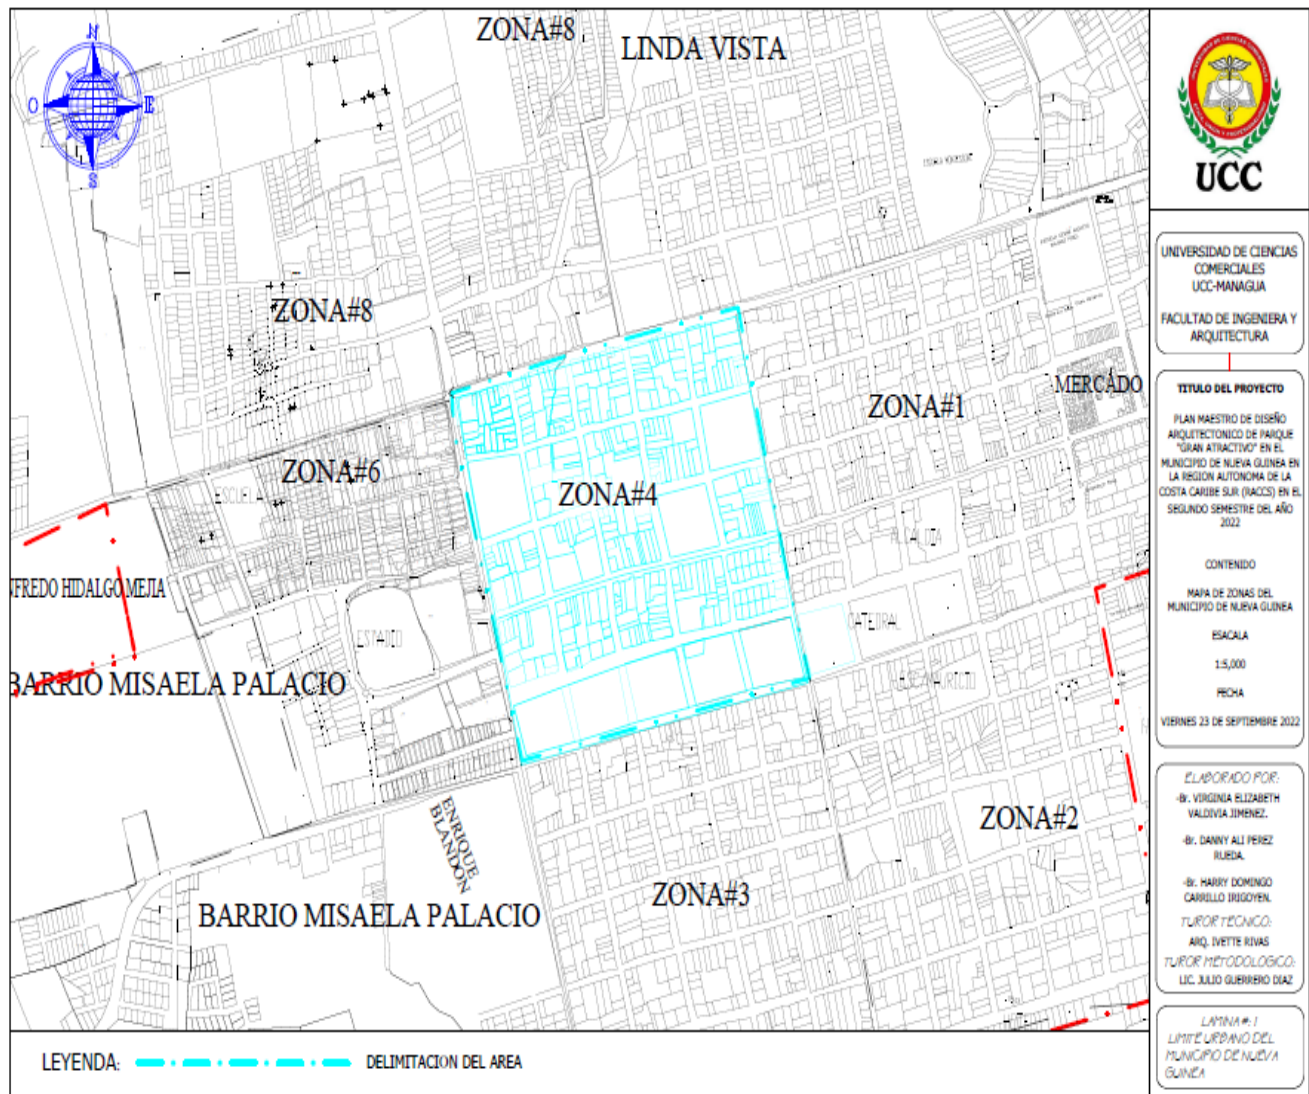 ZONA#8
LINDA VISTA
N
O
E
S
ZONA#8
ZONA#1
MERCADO
ZONA#6
ESCUELA
ZONA#4
ALCALDIA
NFREDO HIDALGO MEJIA
ESTADIO
CATEDRAL
BARRIO MISAELA PALACIO
ENRIQUE
BLANDON
ZONA#2
ZONA#3
BARRIO MISAELA PALACIO
LEYENDA:
DELIMITACION DEL AREA
UCC
UNIVERSIDAD DE CIENCIAS
COMERCIALES
UCC-MANAGUA
FACULTAD DE INGENIERA Y
ARQUITECTURA
TITULO DEL PROYECTO
PLAN MAESTRO DE DISEÑO
ARQUITECTONICO DE PARQUE
"GRAN ATRACTIVO" EN EL
MUNICIPIO DE NUEVA GUINEA EN
LA REGION AUTONOMA DE LA
COSTA CARIBE SUR (RACCS) EN EL
SEGUNDO SEMESTRE DEL AÑO
2022
CONTENIDO
MAPA DE ZONAS DEL
MUNICIPIO DE NUEVA GUINEA
ESACALA
1:5,000
FECHA
VIERNES 23 DE SEPTIEMBRE 2022
ELABORADO POR:
-Br. VIRGINIA ELIZABETH
VALDIVIA JIMENEZ.
-Br. DANNY ALI PEREZ
RUEDA.
-Br. HARRY DOMINGO
CARRILLO IRIGOYEN.
TUROR TECNICO:
ARQ. IVETTE RIVAS
TUROR METODOLOGICO:
LIC. JULIO GUERRERO DIAZ
LAMINA #: 1
LIMITE URBANO DEL
MUNICIPIO DE NUEVA
GUINEA